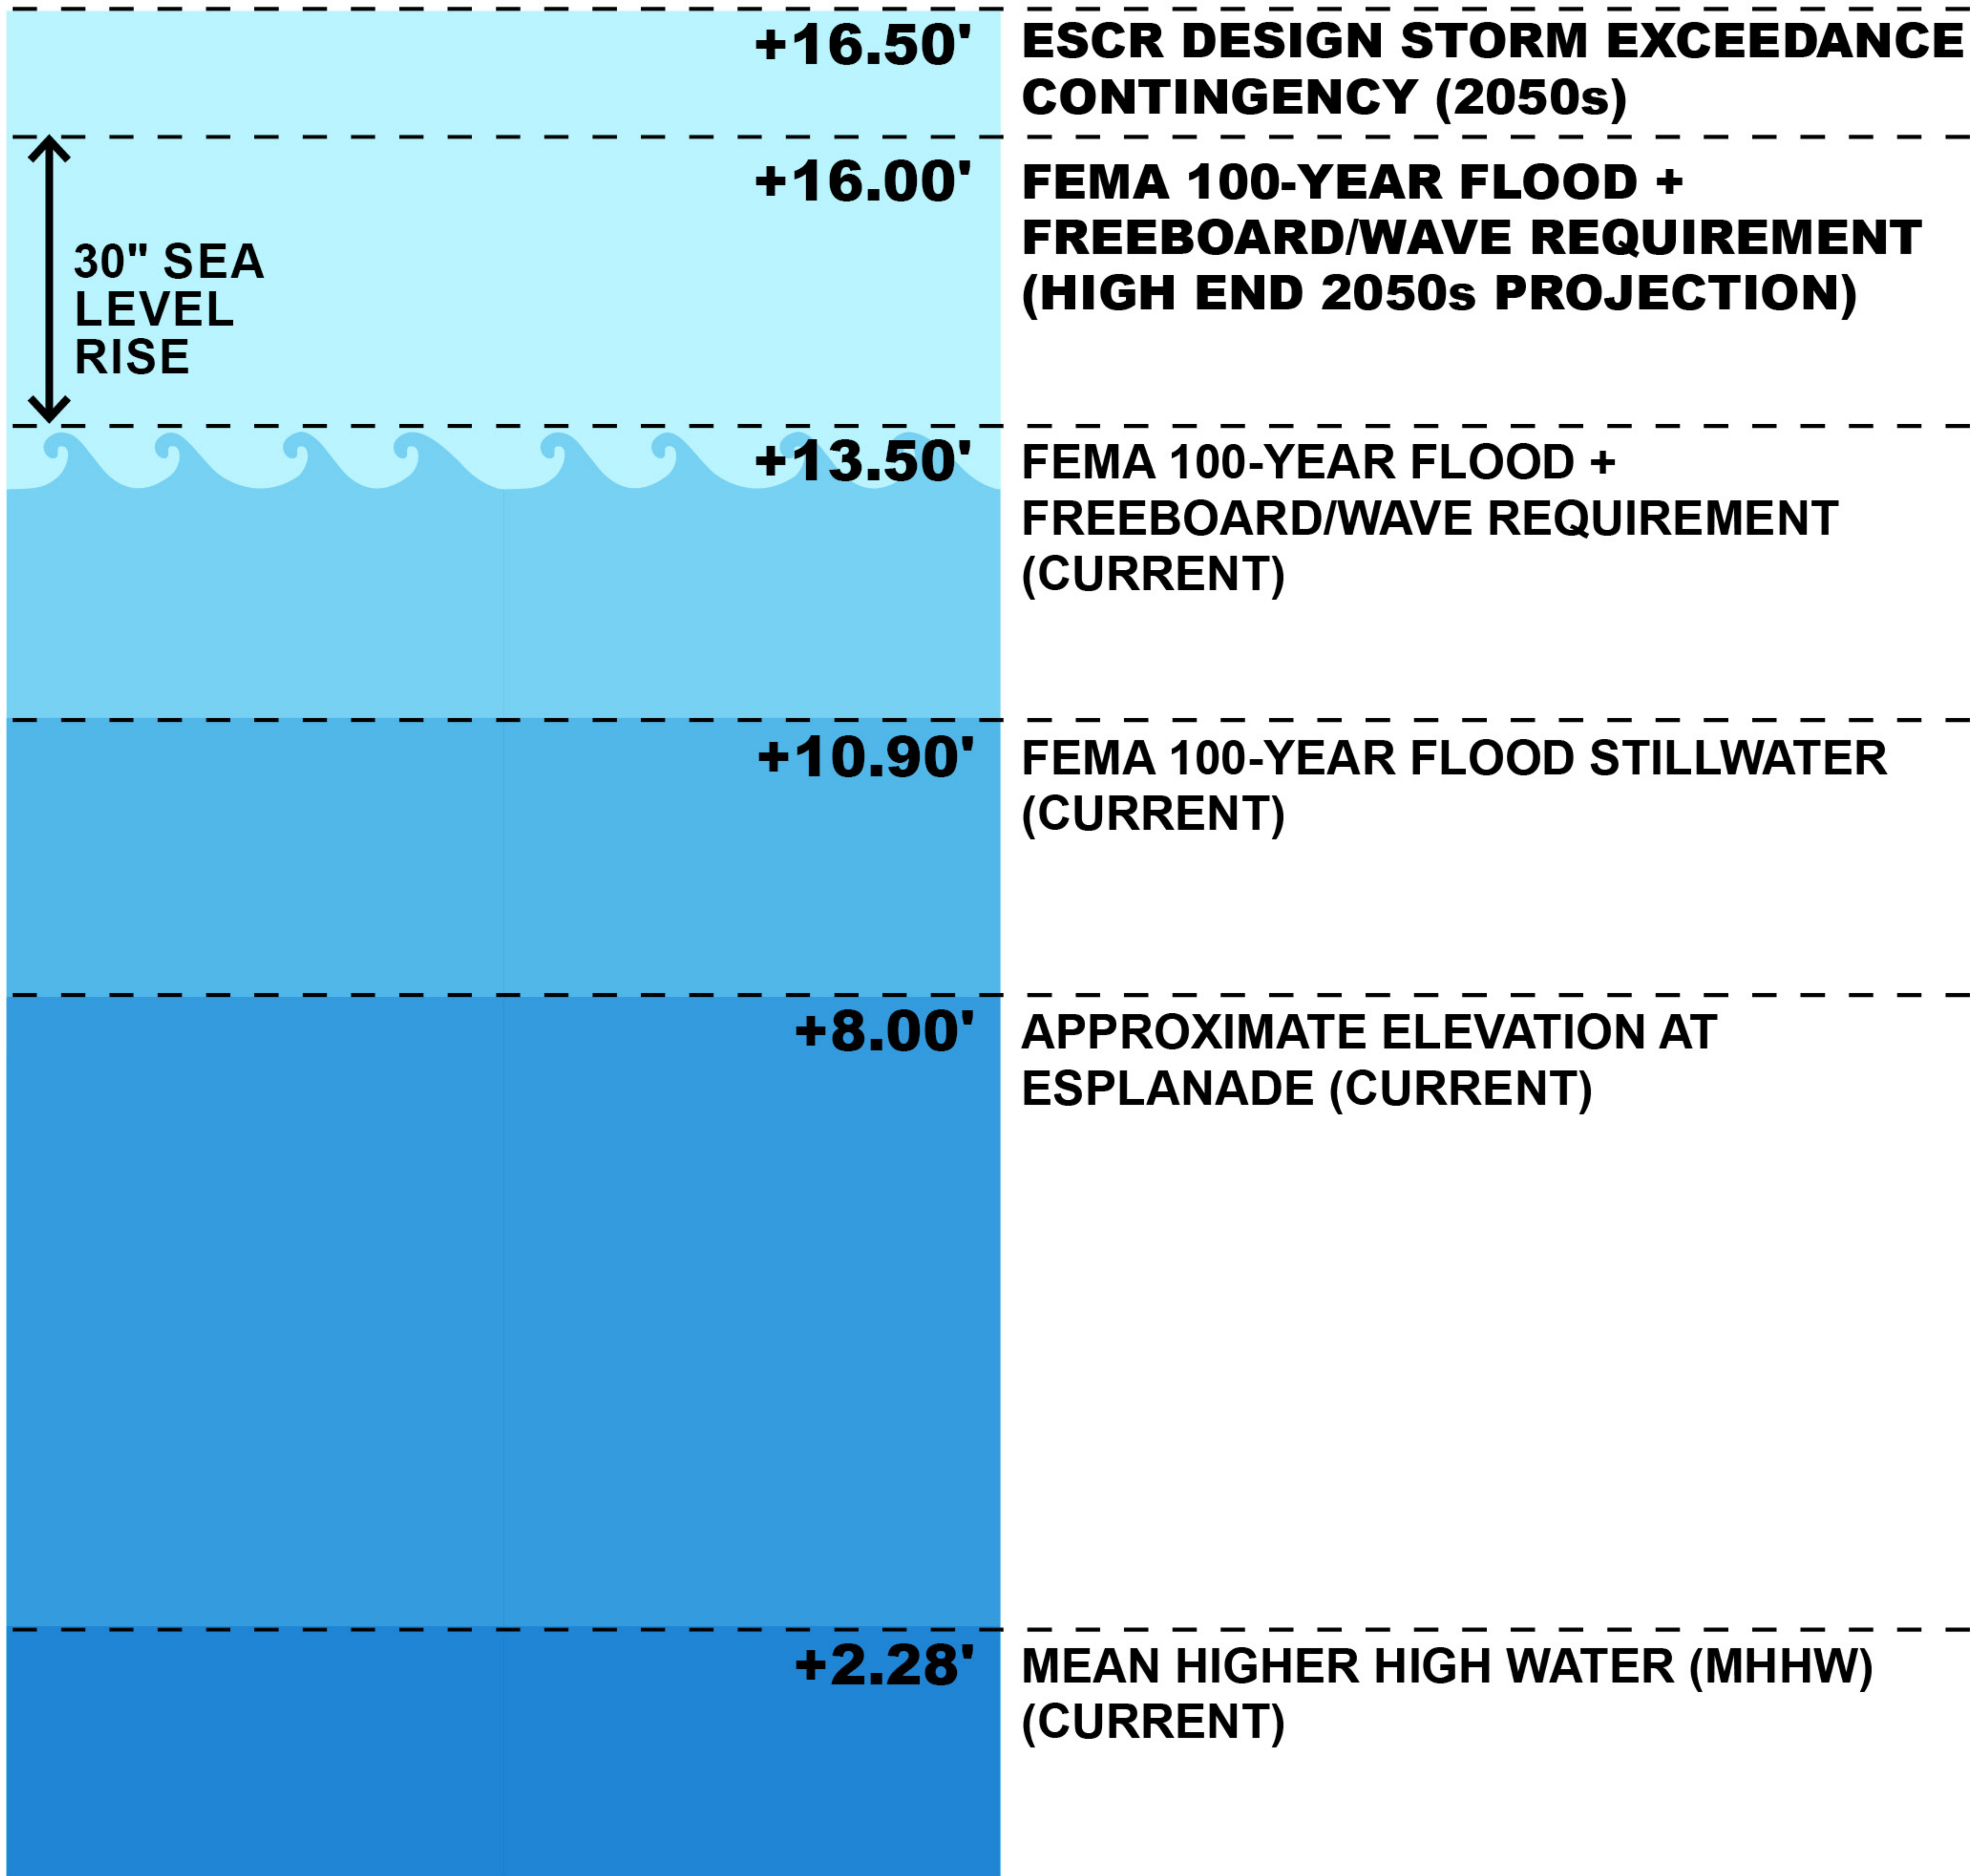 +16.50' ESCR DESIGN STORM EXCEEDANCE
CONTINGENCY (2050s)
+16.00' FEMA 100-YEAR FLOOD +
FREEBOARD/WAVE REQUIREMENT
(HIGH END 2050s PROJECTION)
30" SEA
LEVEL
RISE
+13.50' FEMA 100-YEAR FLOOD +
FREEBOARD/WAVE REQUIREMENT
(CURRENT)
+10.90' FEMA 100-YEAR FLOOD STILLWATER
(CURRENT)
+8.00' APPROXIMATE ELEVATION AT
ESPLANADE (CURRENT)
+2.28' MEAN HIGHER HIGH WATER (MHHW)
(CURRENT)